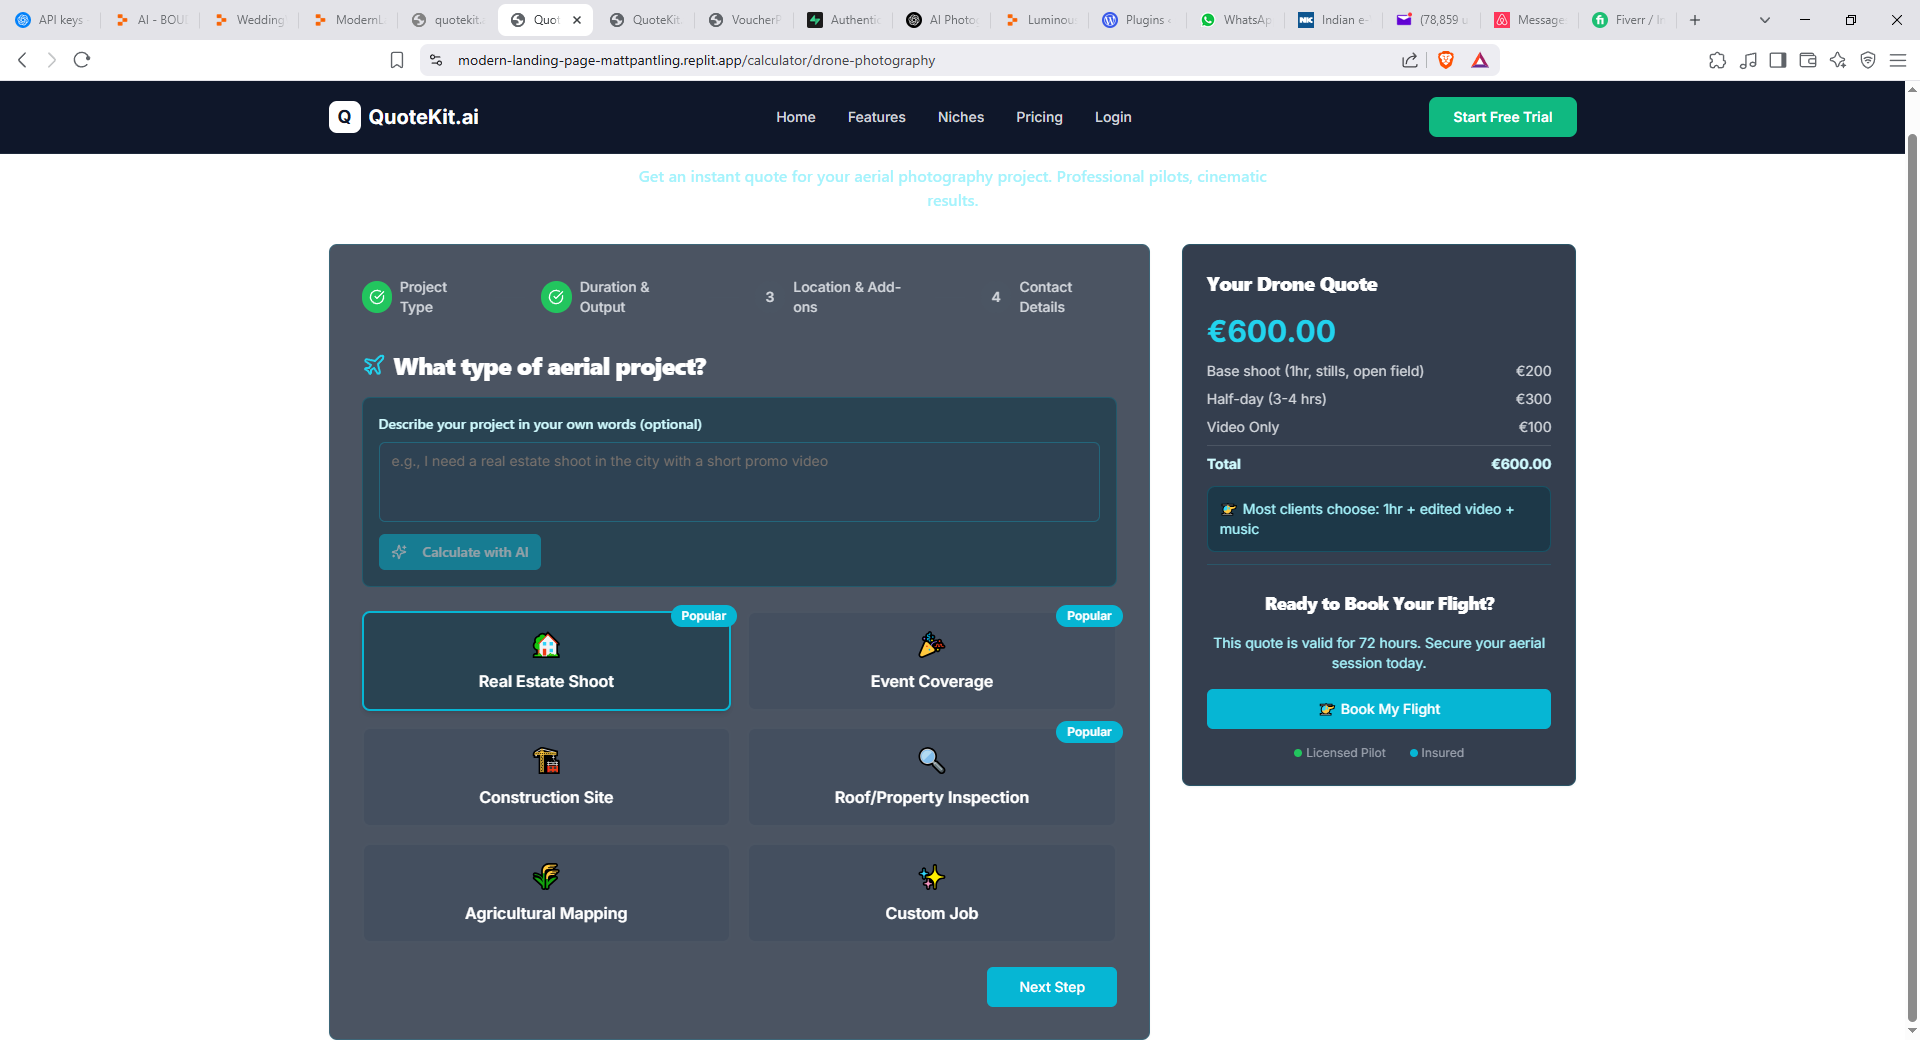 API keys
AI - BOU
Wedding
ModernL
quotekit.
Quot
QuoteKit.
VoucherP
Authentic
AI Photo
Luminou
Plugins
WhatsAp
Indian e-
(78,859 u
Message
Fiverr / I
modern-landing-page-mattpantling.replit.app/calculator/drone-photography
Q QuoteKit.ai
Home
Features
Niches
Pricing
Login
Start Free Trial
Get an instant quote for your aerial photography project. Professional pilots, cinematic
results.
Project
Type
Duration &
Output
3
Location & Add-
ons
4
Contact
Details
What type of aerial project?
Describe your project in your own words (optional)
e.g., I need a real estate shoot in the city with a short promo video
Calculate with AI
Popular
Real Estate Shoot
Popular
Event Coverage
Construction Site
Popular
Roof/Property Inspection
Agricultural Mapping
Custom Job
Next Step
Your Drone Quote
€600.00
Base shoot (1hr, stills, open field) €200
Half-day (3-4 hrs) €300
Video Only €100
Total €600.00
Most clients choose: 1hr + edited video +
music
Ready to Book Your Flight?
This quote is valid for 72 hours. Secure your aerial
session today.
Book My Flight
Licensed Pilot
Insured